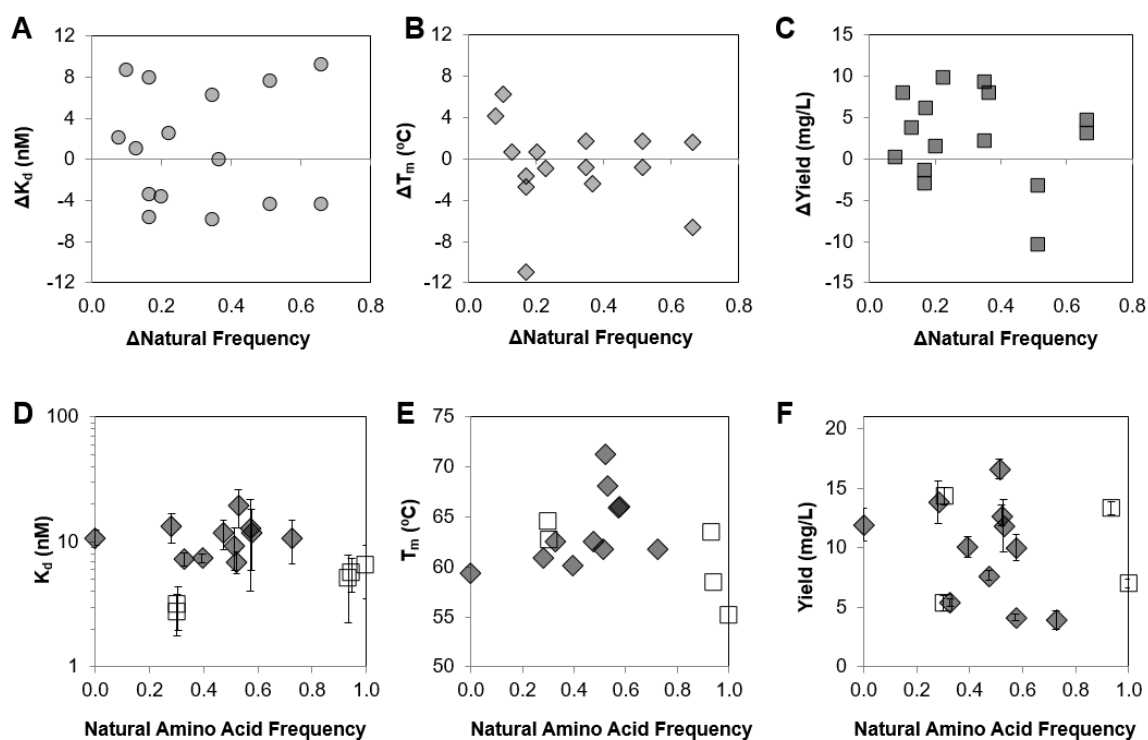 A
12
8
4
0
-4
-8
-12
ΔKd (nM)
0.0 0.2 0.4 0.6 0.8
ΔNatural Frequency
B
12
8
4
0
-4
-8
-12
ΔTm (ºC)
0.0 0.2 0.4 0.6 0.8
ΔNatural Frequency
C
15
10
5
0
-5
-10
-15
ΔYield (mg/L)
0.0 0.2 0.4 0.6 0.8
ΔNatural Frequency
D
100
10
1
Kd (nM)
0.0 0.2 0.4 0.6 0.8 1.0
Natural Amino Acid Frequency
E
75
70
65
60
55
50
Tm (ºC)
0.0 0.2 0.4 0.6 0.8 1.0
Natural Amino Acid Frequency
F
20
15
10
5
0
Yield (mg/L)
0.0 0.2 0.4 0.6 0.8 1.0
Natural Amino Acid Frequency